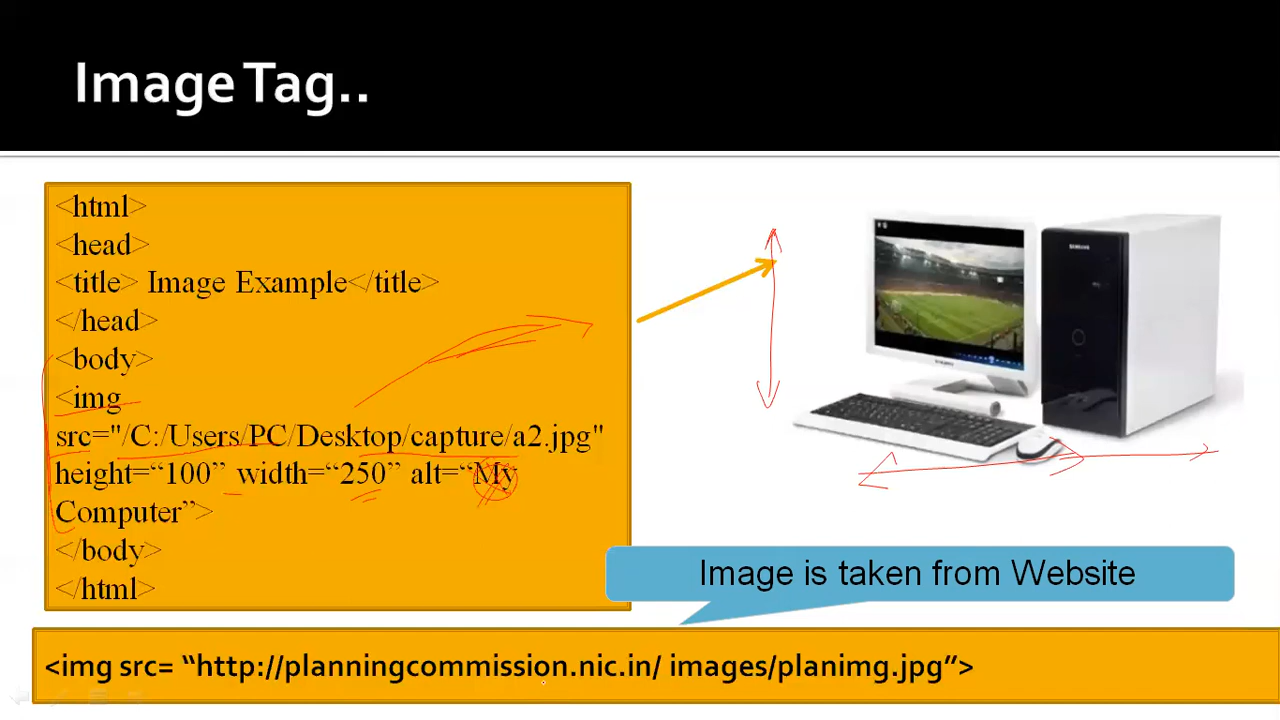 Image Tag..
<html>
<head>
<title> Image Example</title>
</head>
<body>
<img
src="/C:/Users/PC/Desktop/capture/a2.jpg"
height=“100” width=“250” alt=“My
Computer”>
</body>
</html>
SAMSUNG
Image is taken from Website
<img src= “http://planningcommission.nic.in/ images/planimg.jpg”>